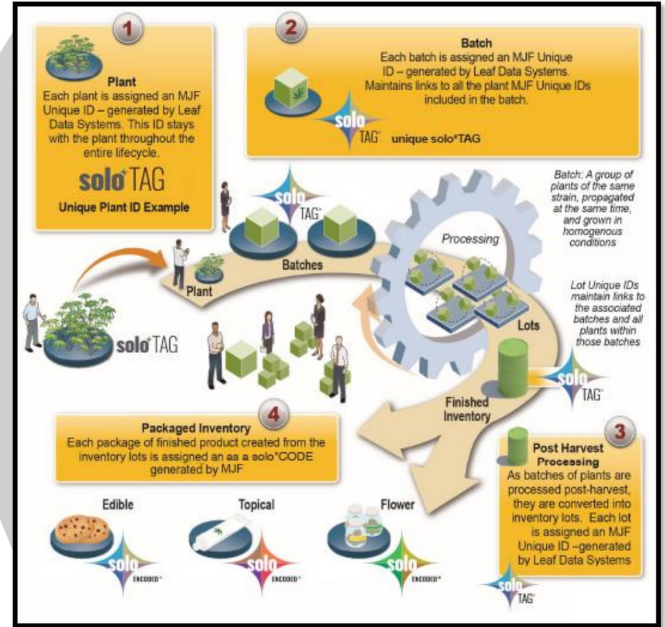 1
Plant
Each plant is assigned an MJF
Unique ID – generated by Leaf
Data Systems. This ID stays
with the plant throughout the
entire lifecycle.
solo*TAG
Unique Plant ID Example
2
Batch
Each batch is assigned an MJF Unique
ID – generated by Leaf Data Systems.
Maintains links to all the plant MJF Unique IDs
included in the batch.
solo
TAG
unique solo*TAG
solo
TAG
Batch: A group of
plants of the same
strain, propagated
at the same time,
and grown in
homogenous
conditions
Processing
Batches
Plant
solo*TAG
Lots
Lot Unique IDs
maintain links to
the associated
batches and all
plants within
those batches
Finished
Inventory
solo
TAG
4
Packaged Inventory
Each package of finished product created from the
inventory lots is assigned an as a solo*CODE
generated by MJF
3
Post Harvest
Processing
As batches of plants are
processed post-harvest,
they are converted into
inventory lots. Each lot
is assigned an MJF
Unique ID –generated
by Leaf Data Systems
solo
TAG
Edible
Topical
Flower
solo
ENCODED
solo
ENCODED
solo
ENCODED